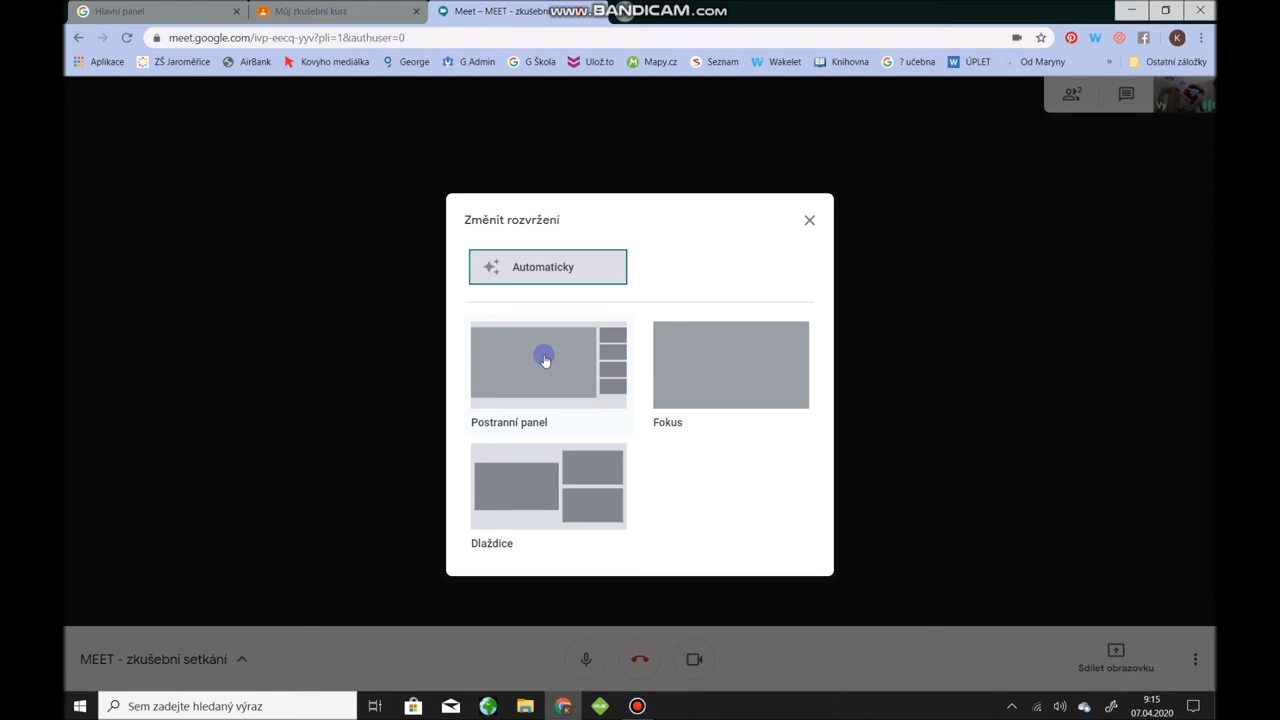 Hlavní panel
Můj zkušební kurz
Meet – MEET - zkušební
www.BANDICAM.com
meet.google.com/ivp-eecq-yyv?pli=1&authuser=0
Aplikace ZŠ Jaroměřice AirBank Kovyho mediálka George G Admin G Škola Ulož.to Mapy.cz Seznam Wakelet Knihovna ? učebna ÚPLET Od Maryny » Ostatní záložky
2
Vy
Změnit rozvržení
Automaticky
Postranní panel
Fokus
Dlaždice
MEET - zkušební setkání
Sdílet obrazovku
Sem zadejte hledaný výraz
9:15
07.04.2020